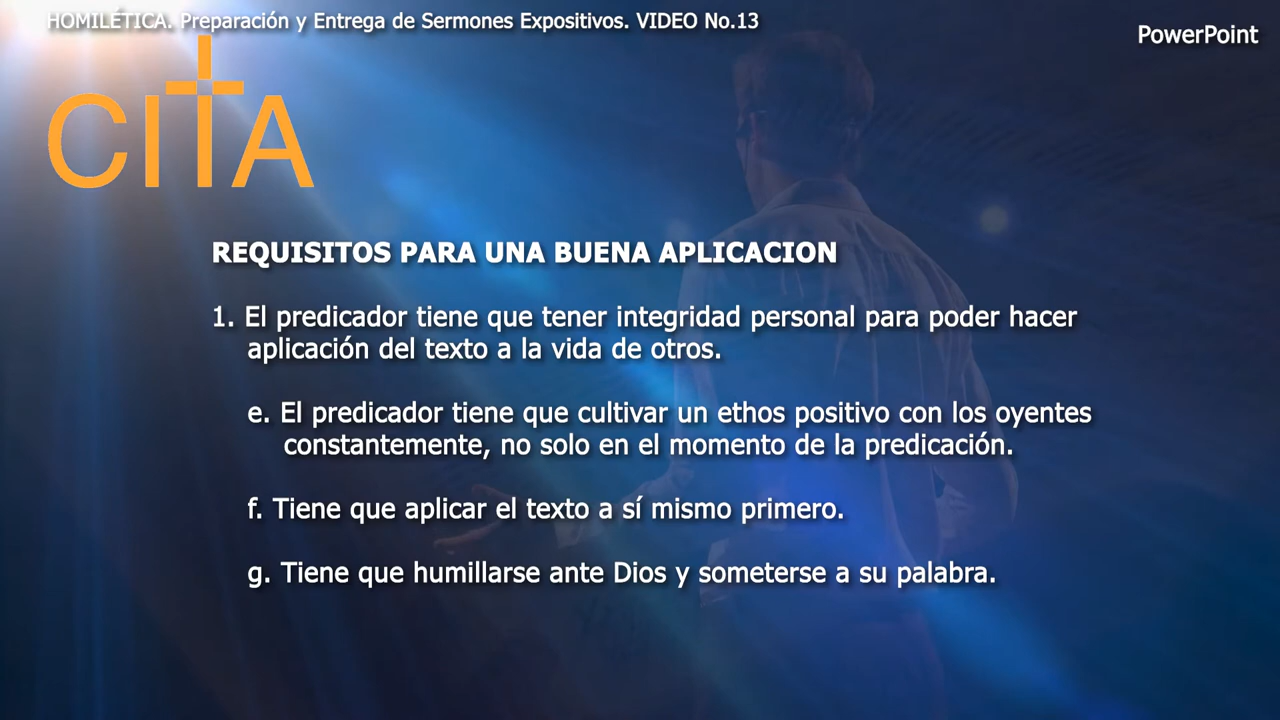 HOMILÉTICA. Preparación y Entrega de Sermones Expositivos. VIDEO No.13
PowerPoint
CITA
REQUISITOS PARA UNA BUENA APLICACION
1. El predicador tiene que tener integridad personal para poder hacer
aplicación del texto a la vida de otros.
e. El predicador tiene que cultivar un ethos positivo con los oyentes
constantemente, no solo en el momento de la predicación.
f. Tiene que aplicar el texto a sí mismo primero.
g. Tiene que humillarse ante Dios y someterse a su palabra.